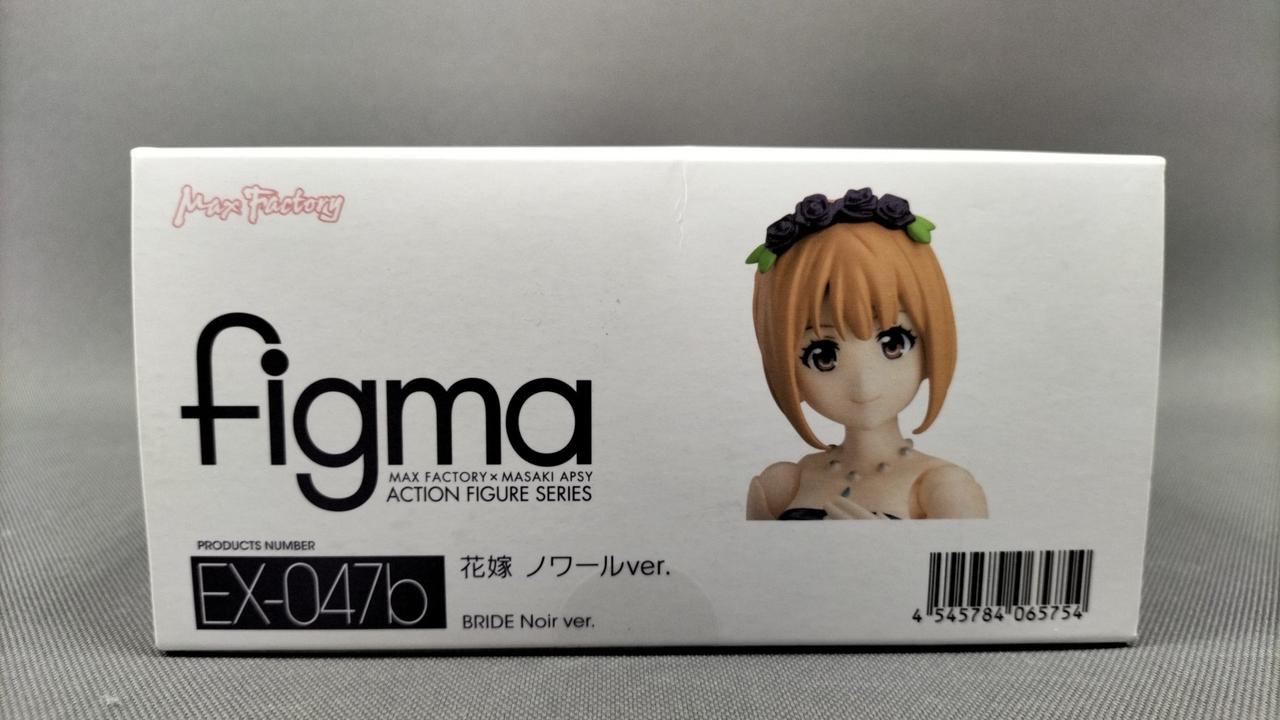 Max Factory
figma
MAX FACTORY × MASAKI APSY
ACTION FIGURE SERIES
PRODUCTS NUMBER
EX-047b
花嫁 ノワールver.
BRIDE Noir ver.
4 545784 065754